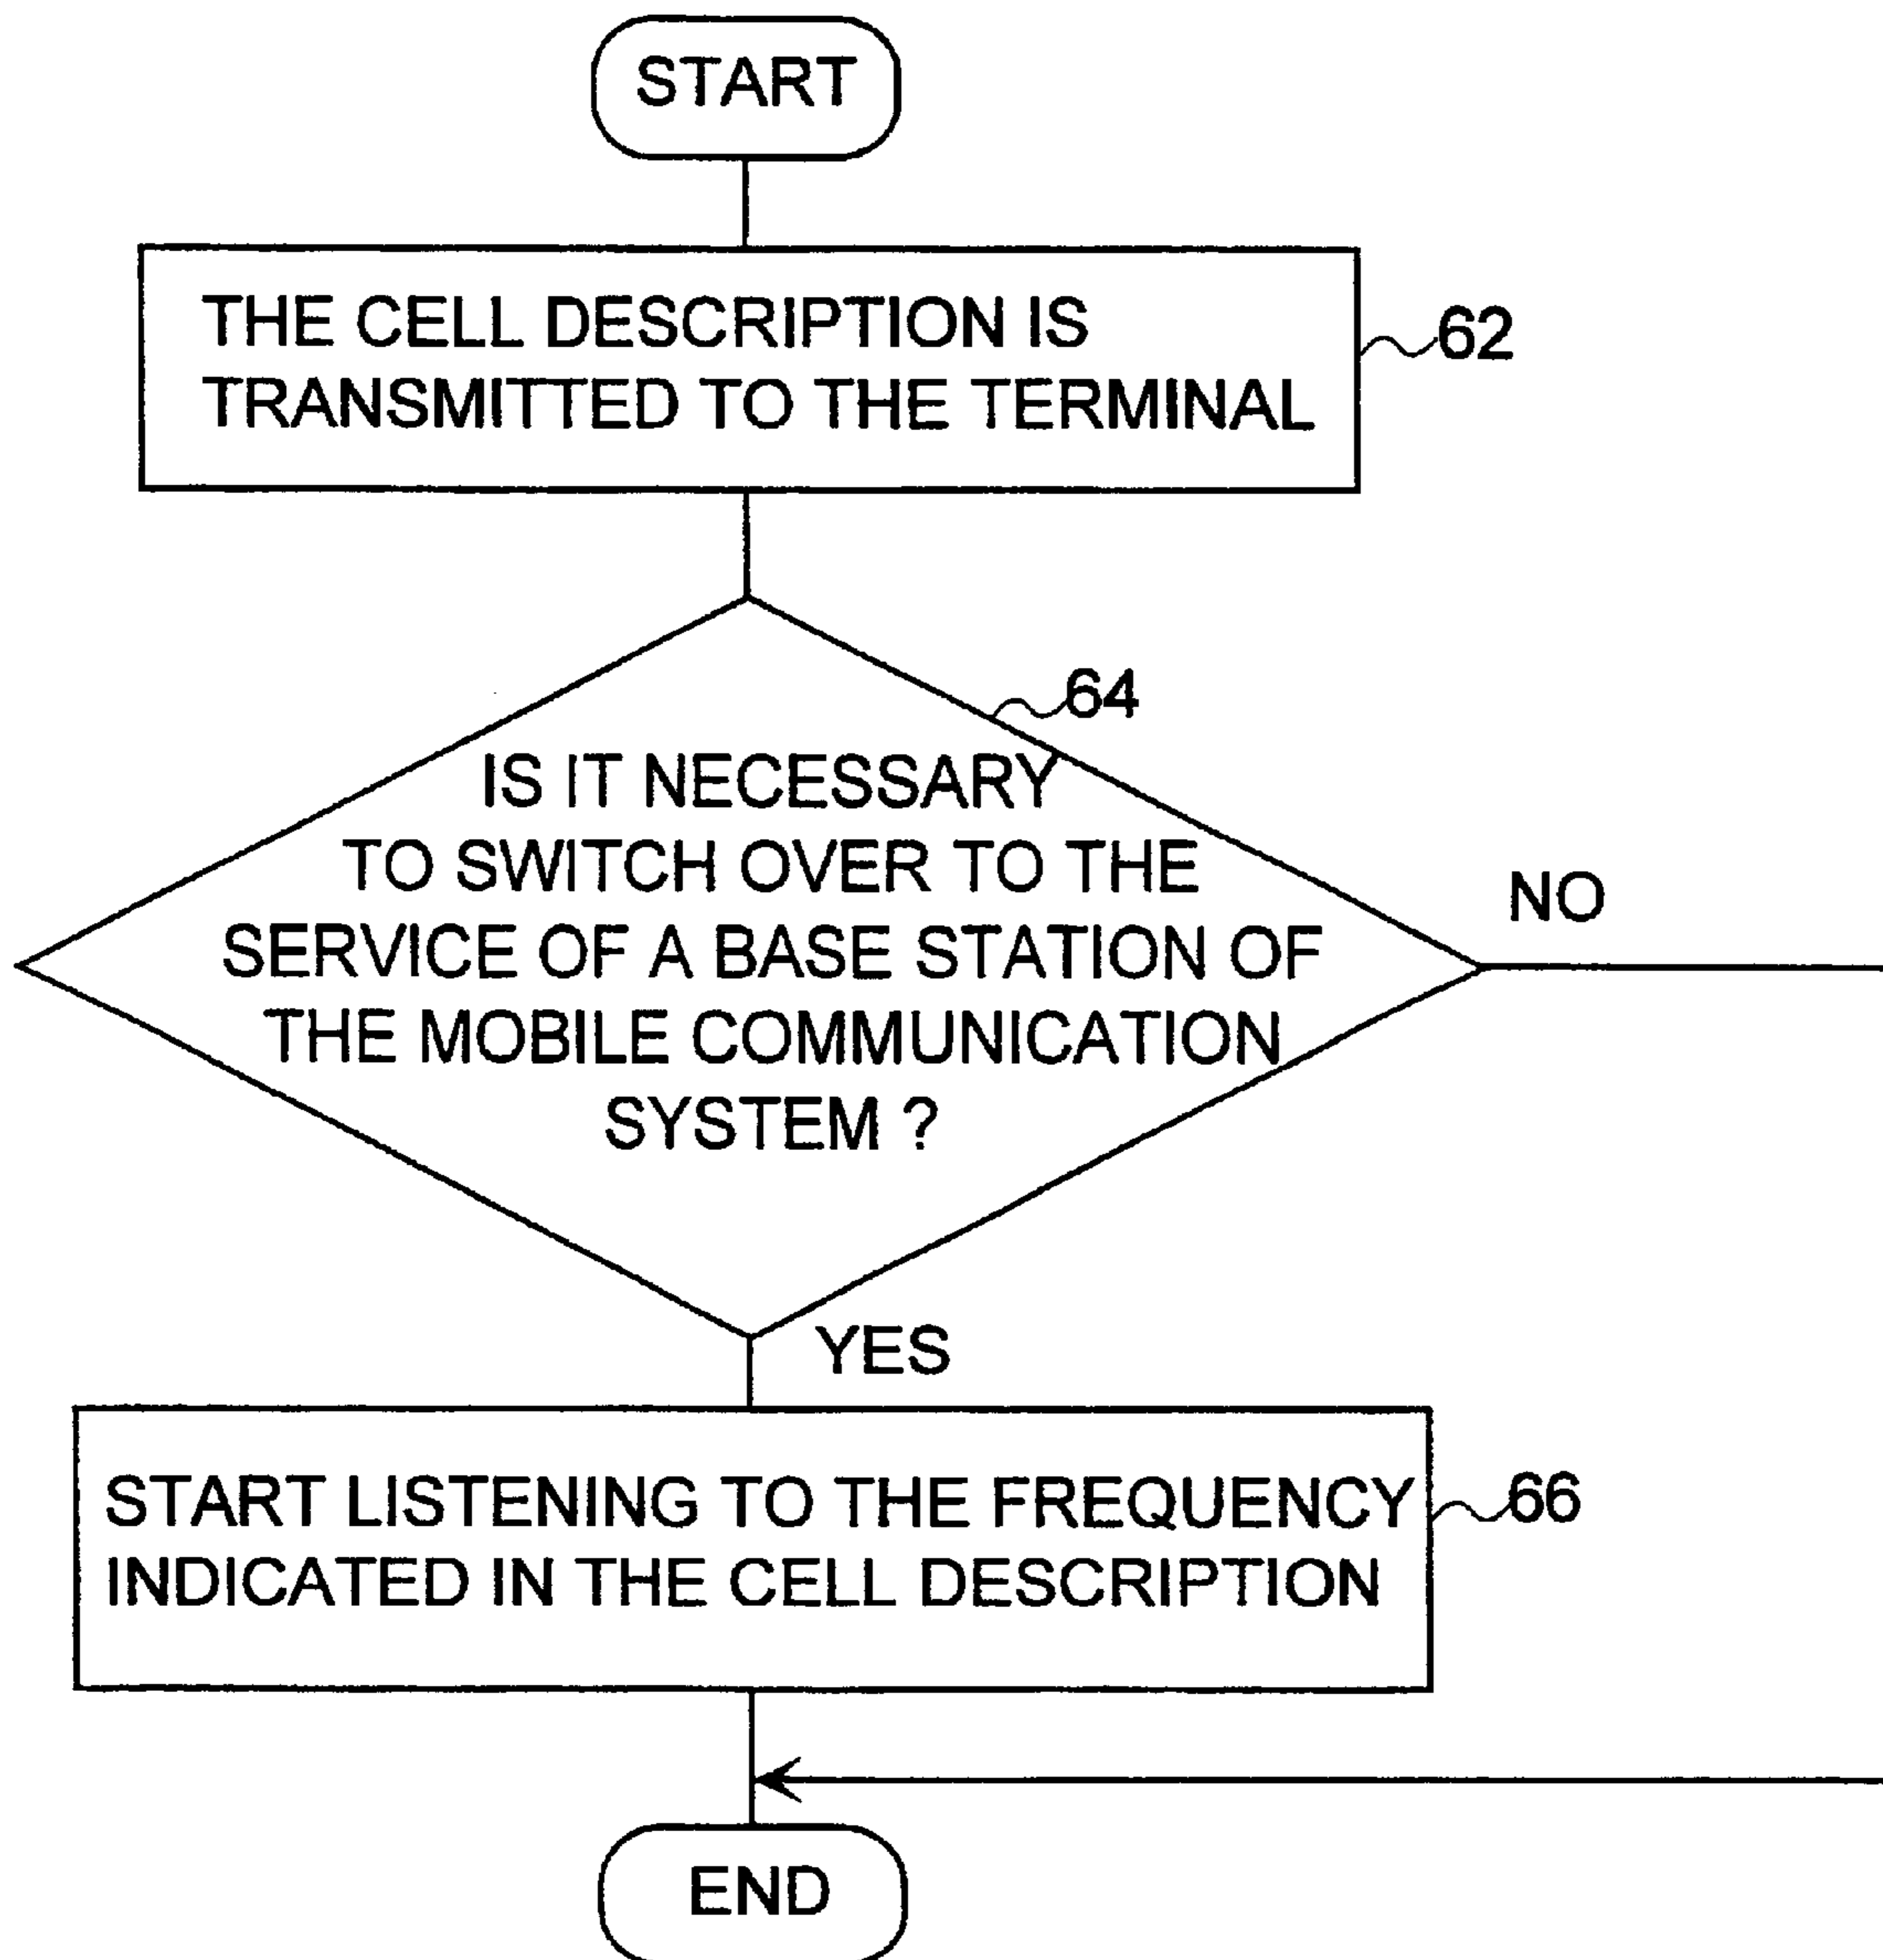 START
THE CELL DESCRIPTION IS
TRANSMITTED TO THE TERMINAL
62
64
IS IT NECESSARY
TO SWITCH OVER TO THE
SERVICE OF A BASE STATION OF
THE MOBILE COMMUNICATION
SYSTEM ?
NO
YES
START LISTENING TO THE FREQUENCY
INDICATED IN THE CELL DESCRIPTION
66
END